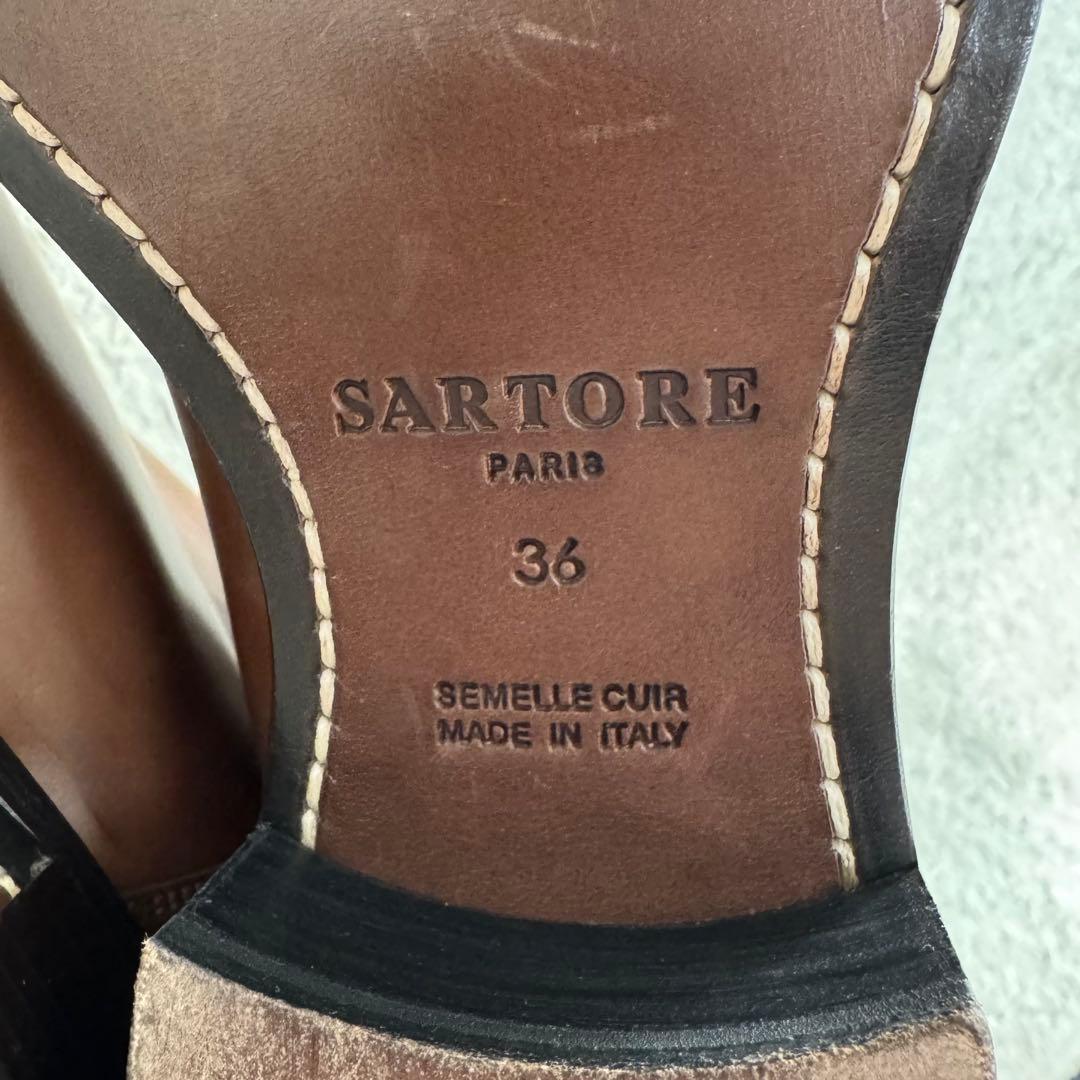 SARTORE
PARIS
36
SEMELLE CUIR
MADE IN ITALY